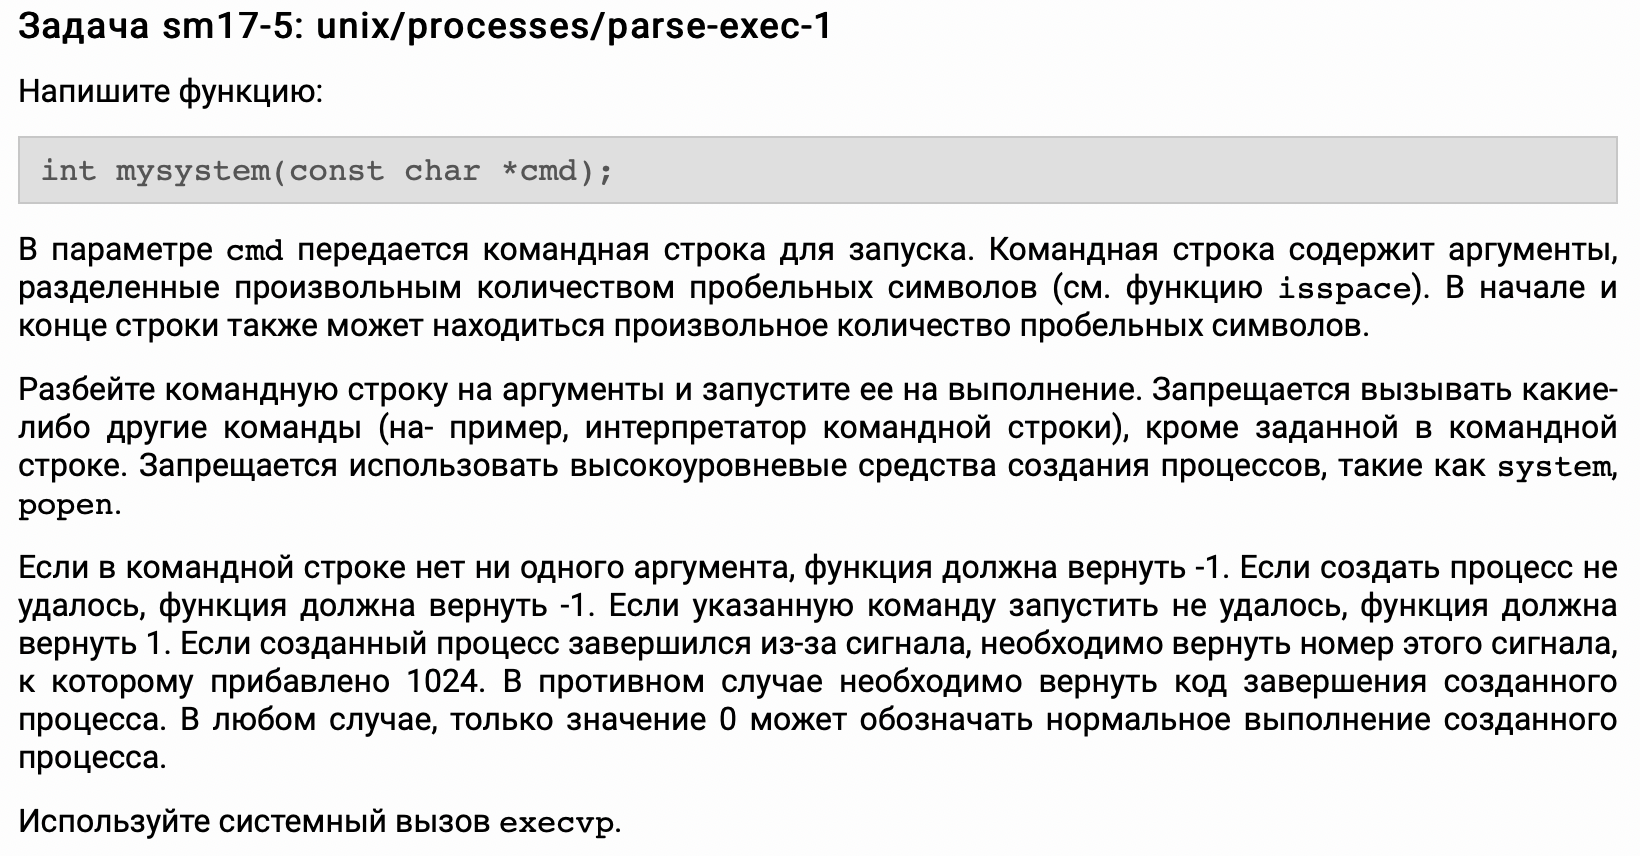 Задача sm17-5: unix/processes/parse-exec-1
Напишите функцию:
int mysystem(const char *cmd);
В параметре cmd передается командная строка для запуска. Командная строка содержит аргументы,
разделенные произвольным количеством пробельных символов (см. функцию isspace). В начале и
конце строки также может находиться произвольное количество пробельных символов.
Разбейте командную строку на аргументы и запустите ее на выполнение. Запрещается вызывать какие-
либо другие команды (на- пример, интерпретатор командной строки), кроме заданной в командной
строке. Запрещается использовать высокоуровневые средства создания процессов, такие как system,
popen.
Если в командной строке нет ни одного аргумента, функция должна вернуть -1. Если создать процесс не
удалось, функция должна вернуть -1. Если указанную команду запустить не удалось, функция должна
вернуть 1. Если созданный процесс завершился из-за сигнала, необходимо вернуть номер этого сигнала,
к которому прибавлено 1024. В противном случае необходимо вернуть код завершения созданного
процесса. В любом случае, только значение 0 может обозначать нормальное выполнение созданного
процесса.
Используйте системный вызов execvp.